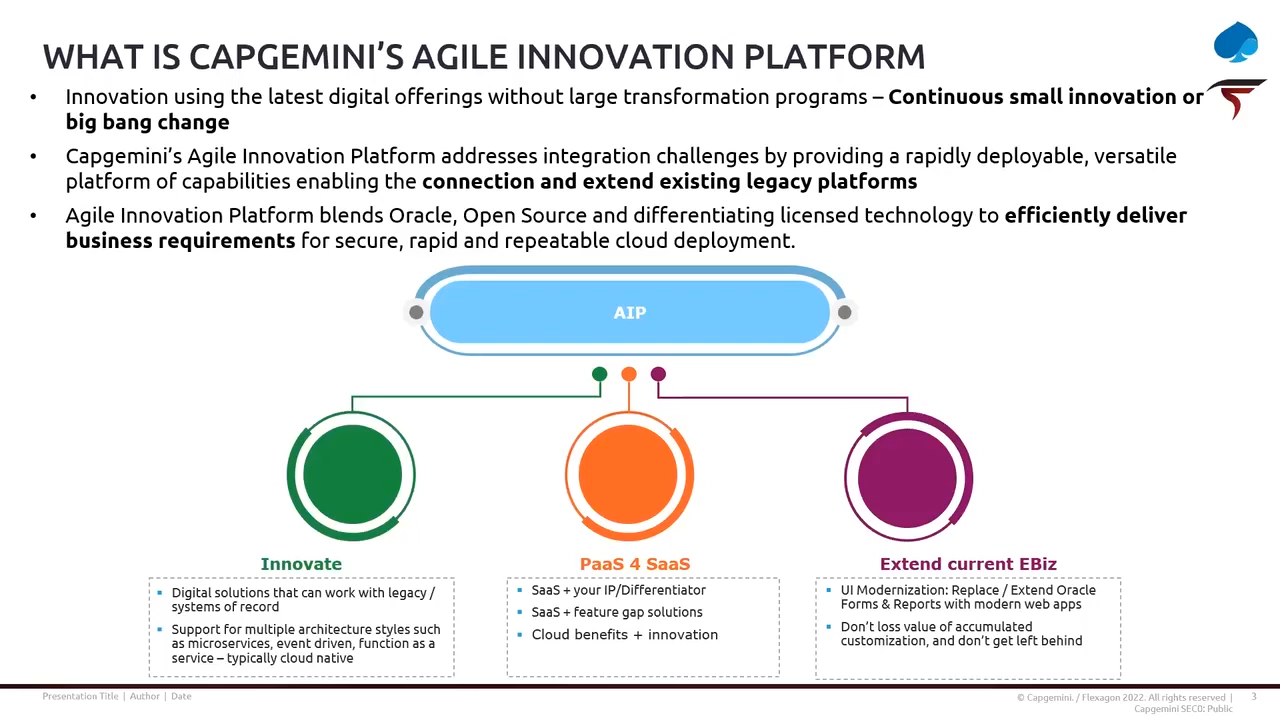 WHAT IS CAPGEMINI’S AGILE INNOVATION PLATFORM
• Innovation using the latest digital offerings without large transformation programs – Continuous small innovation or
big bang change
• Capgemini’s Agile Innovation Platform addresses integration challenges by providing a rapidly deployable, versatile
platform of capabilities enabling the connection and extend existing legacy platforms
• Agile Innovation Platform blends Oracle, Open Source and differentiating licensed technology to efficiently deliver
business requirements for secure, rapid and repeatable cloud deployment.
AIP
Innovate
▪ Digital solutions that can work with legacy /
systems of record
▪ Support for multiple architecture styles such
as microservices, event driven, function as a
service – typically cloud native
PaaS 4 SaaS
▪ SaaS + your IP/Differentiator
▪ SaaS + feature gap solutions
▪ Cloud benefits + innovation
Extend current EBiz
▪ UI Modernization: Replace / Extend Oracle
Forms & Reports with modern web apps
▪ Don’t loss value of accumulated
customization, and don’t get left behind
Presentation Title | Author | Date
© Capgemini. / Flexagon 2022. All rights reserved |
Capgemini SEC0: Public
3